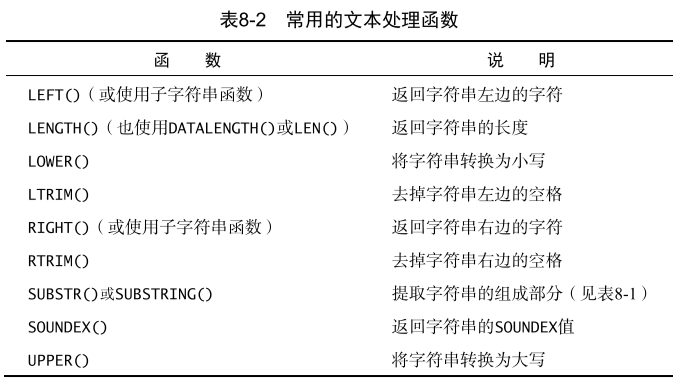 表8-2 常用的文本处理函数
函 数 说 明
LEFT()（或使用子字符串函数） 返回字符串左边的字符
LENGTH()（也使用DATALENGTH()或LEN()） 返回字符串的长度
LOWER() 将字符串转换为小写
LTRIM() 去掉字符串左边的空格
RIGHT()（或使用子字符串函数） 返回字符串右边的字符
RTRIM() 去掉字符串右边的空格
SUBSTR()或SUBSTRING() 提取字符串的组成部分（见表8-1）
SOUNDEX() 返回字符串的SOUNDEX值
UPPER() 将字符串转换为大写